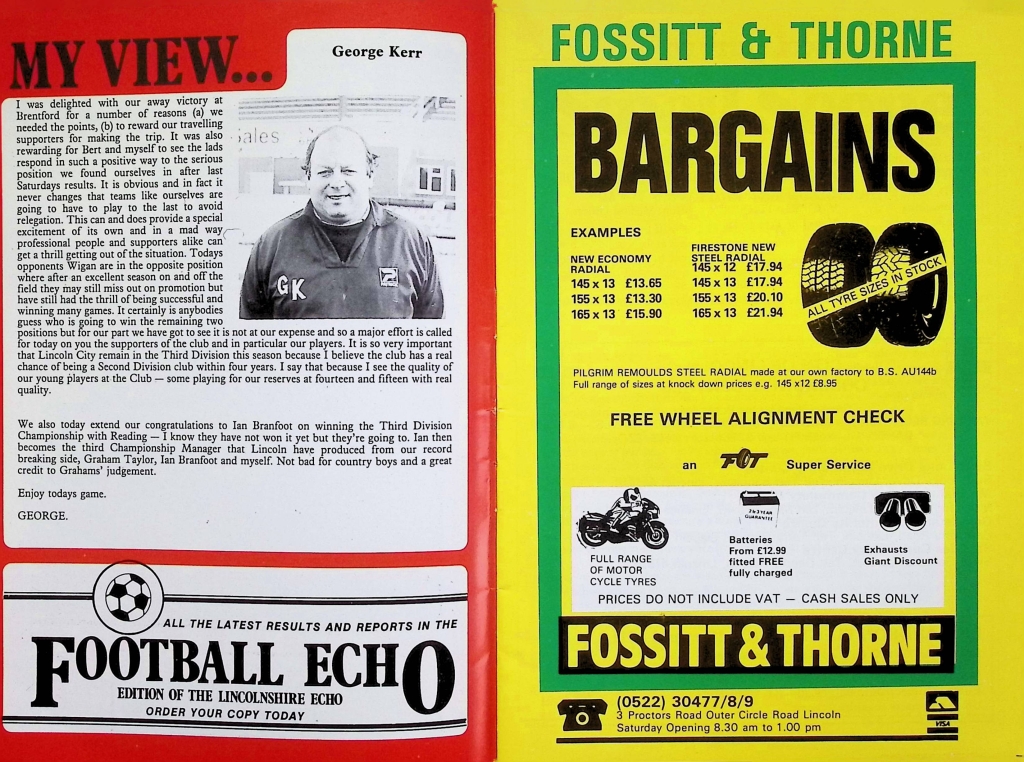 MY VIEW...
George Kerr
I was delighted with our away victory at
Brentford for a number of reasons (a) we
needed the points, (b) to reward our travelling
supporters for making the trip. It was also
rewarding for Bert and myself to see the lads
respond in such a positive way to the serious
position we found ourselves in after last
Saturdays results. It is obvious and in fact it
never changes that teams like ourselves are
going to have to play to the last to avoid
relegation. This can and does provide a special
excitement of its own and in a mad way
professional people and supporters alike can
get a thrill getting out of the situation. Todays
opponents Wigan are in the opposite position
where after an excellent season on and off the
field they may still miss out on promotion but
have still had the thrill of being successful and
winning many games. It certainly is anybodies
guess who is going to win the remaining two
positions but for our part we have got to see it is not at our expense and so a major effort is called
for today on you the supporters of the club and in particular our players. It is so very important
that Lincoln City remain in the Third Division this season because I believe the club has a real
chance of being a Second Division club within four years. I say that because I see the quality of
our young players at the Club — some playing for our reserves at fourteen and fifteen with real
quality.
We also today extend our congratulations to Ian Branfoot on winning the Third Division
Championship with Reading — I know they have not won it yet but they're going to. Ian then
becomes the third Championship Manager that Lincoln have produced from our record
breaking side, Graham Taylor, Ian Branfoot and myself. Not bad for country boys and a great
credit to Grahams' judgement.
Enjoy todays game.
GEORGE.
Sales
GK
ALL THE LATEST RESULTS AND REPORTS IN THE
FOOTBALL ECHO
EDITION OF THE LINCOLNSHIRE ECHO
ORDER YOUR COPY TODAY
FOSSITT & THORNE
BARGAINS
EXAMPLES
NEW ECONOMY
RADIAL
145 x 13 £13.65
155 x 13 £13.30
165 x 13 £15.90
FIRESTONE NEW
STEEL RADIAL
145 x 12 £17.94
145 x 13 £17.94
155 x 13 £20.10
165 x 13 £21.94
ALL TYRE SIZES IN STOCK
PILGRIM REMOULDS STEEL RADIAL made at our own factory to B.S. AU144b
Full range of sizes at knock down prices e.g. 145 x12 £8.95
FREE WHEEL ALIGNMENT CHECK
an FOT Super Service
FULL RANGE
OF MOTOR
CYCLE TYRES
2&3 YEAR
GUARANTEE
Batteries
From £12.99
fitted FREE
fully charged
Exhausts
Giant Discount
PRICES DO NOT INCLUDE VAT — CASH SALES ONLY
FOSSITT & THORNE
(0522) 30477/8/9
3 Proctors Road Outer Circle Road Lincoln
Saturday Opening 8.30 am to 1.00 pm
VISA